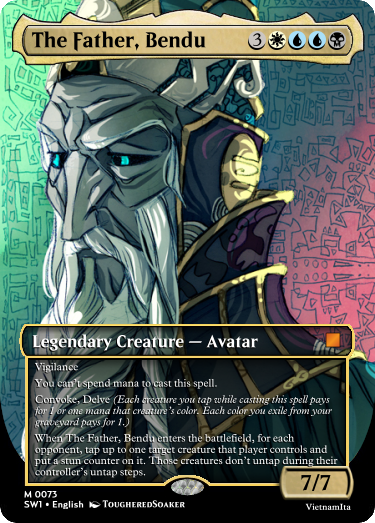 The Father, Bendu 3
Legendary Creature — Avatar
Vigilance
You can't spend mana to cast this spell.
Convoke, Delve (Each creature you tap while casting this spell pays
for 1 or one mana that creature's color. Each color you exile from your
graveyard pays for 1.)
When The Father, Bendu enters the battlefield, for each
opponent, tap up to one target creature that player controls and
put a stun counter on it. Those creatures don't untap during their
controller's untap steps.
7/7
M 0073
SW1 • English TougheredSoaker
VietnamIta